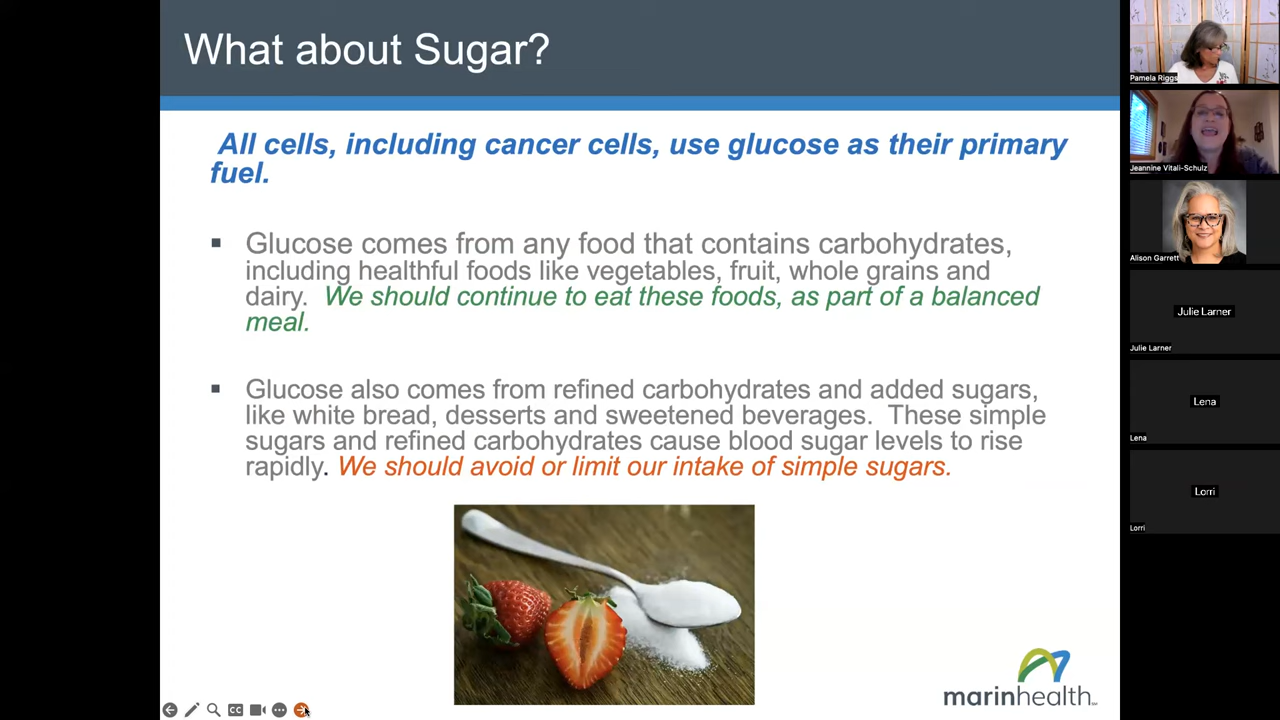 What about Sugar?
All cells, including cancer cells, use glucose as their primary
fuel.
▪ Glucose comes from any food that contains carbohydrates,
including healthful foods like vegetables, fruit, whole grains and
dairy. We should continue to eat these foods, as part of a balanced
meal.
▪ Glucose also comes from refined carbohydrates and added sugars,
like white bread, desserts and sweetened beverages. These simple
sugars and refined carbohydrates cause blood sugar levels to rise
rapidly. We should avoid or limit our intake of simple sugars.
marinhealth
CC
Pamela Riggs
Jeannine Vitali-Schulz
Alison Garrett
Julie Larner
Julie Larner
Lena
Lena
Lorri
Lorri